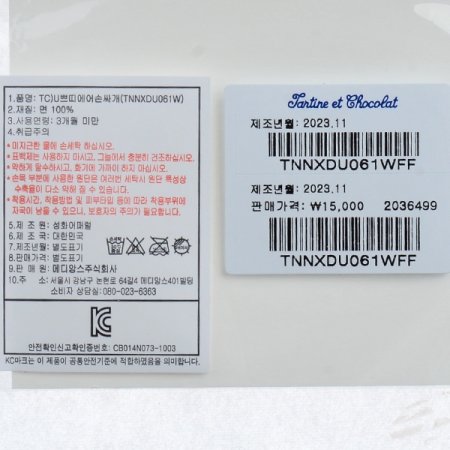 1.품명: TC)U쁘띠에어손싸개(TNNXDU061W)
2.재질: 면 100%
3.사용연령: 3개월 미만
4.취급주의
*미지근한 물에 손세탁 하십시오.
*표백제는 사용하지 마시고, 그늘에서 충분히 건조하십시오.
*약하게 탈수하시고, 화기에 가까이 하지 마십시오.
*손목 부분에 사용한 원단은 여러번 세탁시 원단 특성상
수축율이 다소 약해 질 수 있습니다.
*착용시간, 착용방법 및 피부타입 등에 따라 착용부위에
자국이 남을 수 있으니, 보호자의 주의가 필요합니다.
5.제 조 원: 성화어패럴
6.제 조 국: 대한민국
7.제조년월: 별도표기
8.판매가격: 별도표기
9.판 매 원: 메디앙스주식회사
10.주 소: 서울시 강남구 논현로 64길4 메디앙스401빌딩
소비자 상담실: 080-023-6363
안전확인신고확인증번호: CB014N073-1003
KC마크는 이 제품이 공통안전기준에 적합하였음을 의미합니다.
Tartine et Chocolat
제조년월: 2023.11
TNNXDU061WFF
제조년월: 2023.11
판매가격: ₩15,000 2036499
TNNXDU061WFF